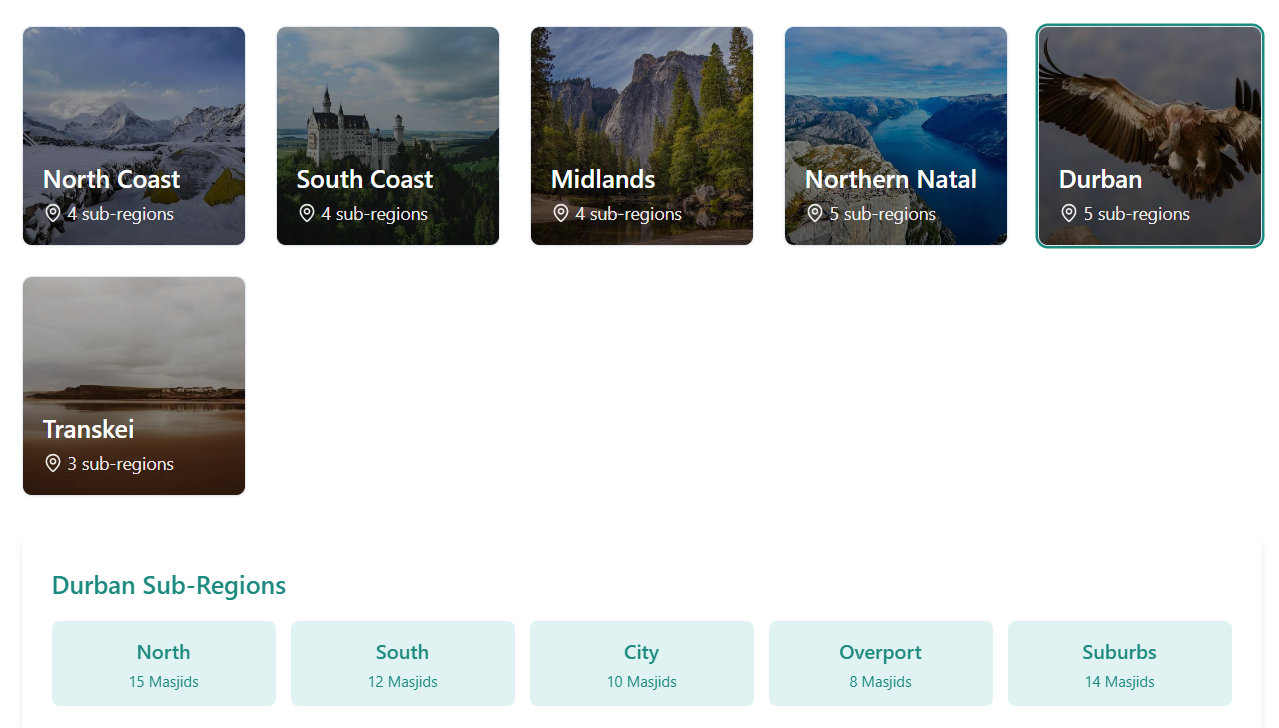 North Coast
4 sub-regions
South Coast
4 sub-regions
Midlands
4 sub-regions
Northern Natal
5 sub-regions
Durban
5 sub-regions
Transkei
3 sub-regions
Durban Sub-Regions
North
15 Masjids
South
12 Masjids
City
10 Masjids
Overport
8 Masjids
Suburbs
14 Masjids